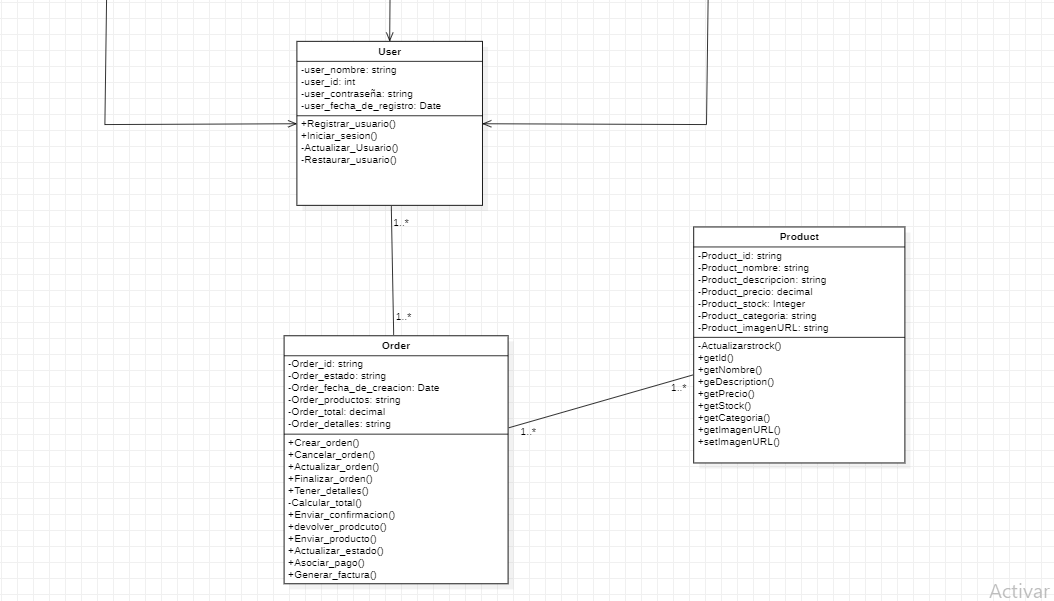 User
-user_nombre: string
-user_id: int
-user_contraseña: string
-user_fecha_de_registro: Date
+Registrar_usuario()
+Iniciar_sesion()
-Actualizar_Usuario()
-Restaurar_usuario()
1..*
1..*
Order
-Order_id: string
-Order_estado: string
-Order_fecha_de_creacion: Date
-Order_productos: string
-Order_total: decimal
-Order_detalles: string
+Crear_orden()
+Cancelar_orden()
+Actualizar_orden()
+Finalizar_orden()
+Tener_detalles()
-Calcular_total()
+Enviar_confirmacion()
+devolver_prodcuto()
+Enviar_producto()
+Actualizar_estado()
+Asociar_pago()
+Generar_factura()
1..*
1..*
Product
-Product_id: string
-Product_nombre: string
-Product_descripcion: string
-Product_precio: decimal
-Product_stock: Integer
-Product_categoria: string
-Product_imagenURL: string
-Actualizarstrock()
+getId()
+getNombre()
+geDescription()
+getPrecio()
+getStock()
+getCategoria()
+getImagenURL()
+setImagenURL()
Activar